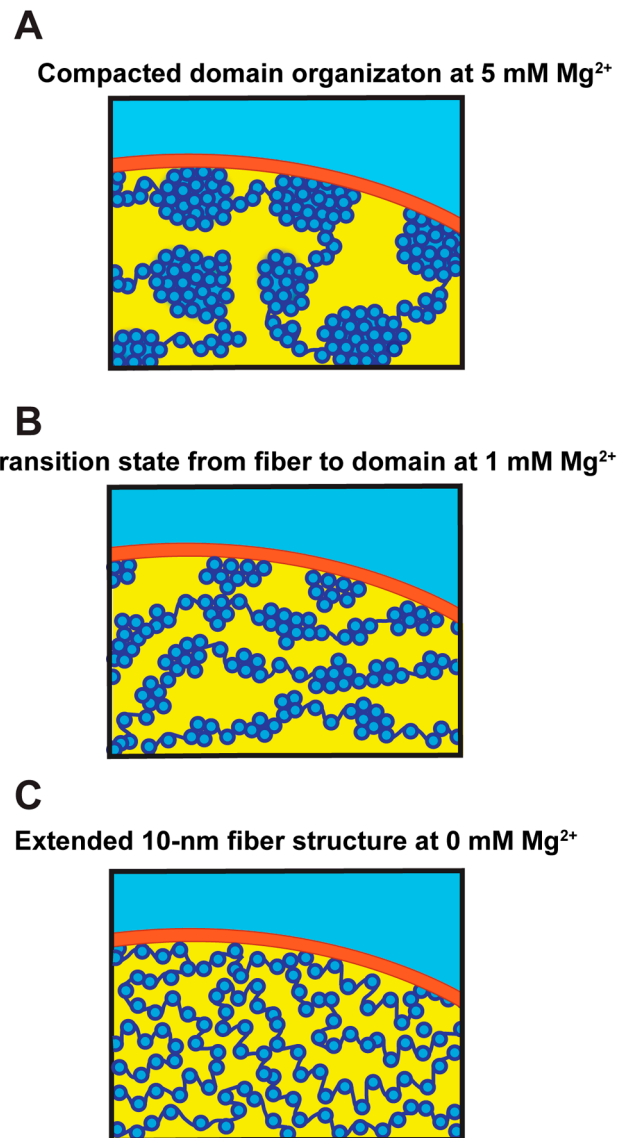 A
Compacted domain organizaton at 5 mM Mg²⁺
B
ransition state from fiber to domain at 1 mM Mg²⁺
C
Extended 10-nm fiber structure at 0 mM Mg²⁺